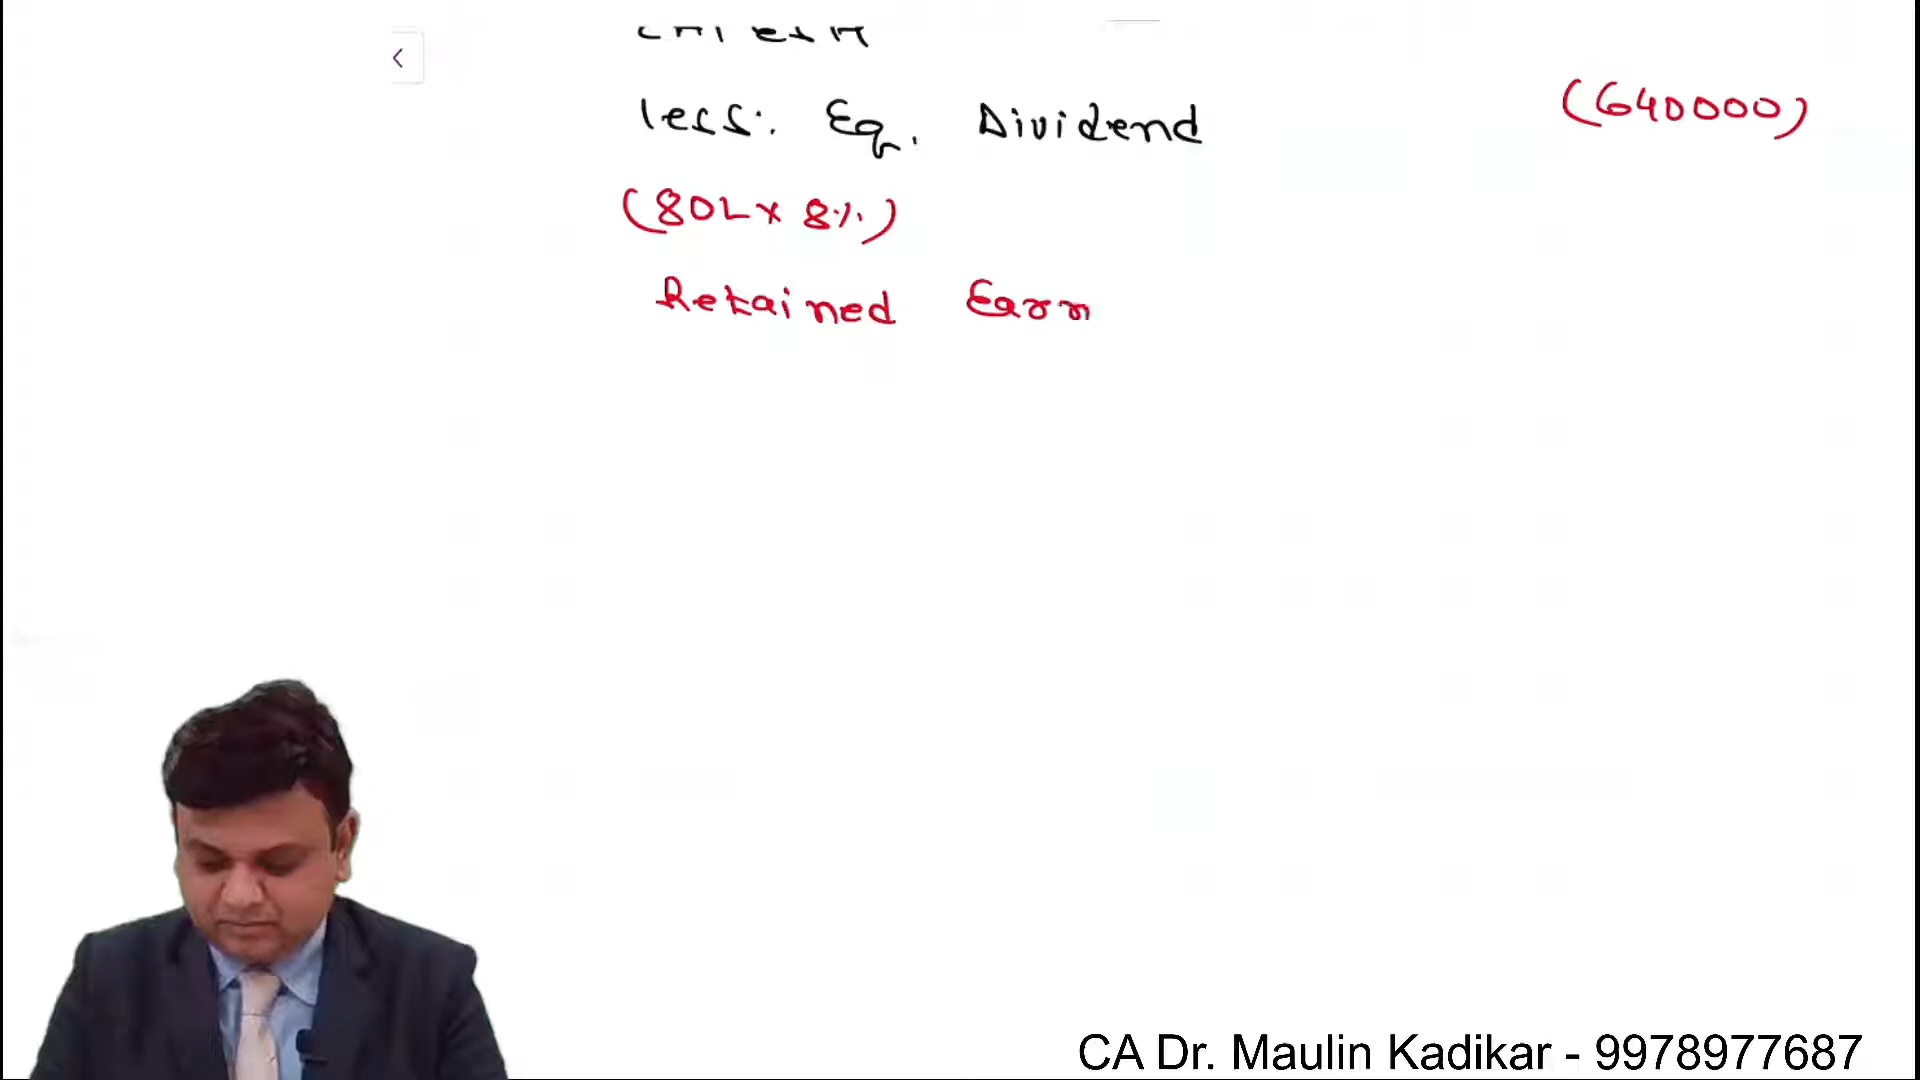 less: Eq. Dividend (640000)
(80L x 8%)
Retained Earn
CA Dr. Maulin Kadikar - 9978977687